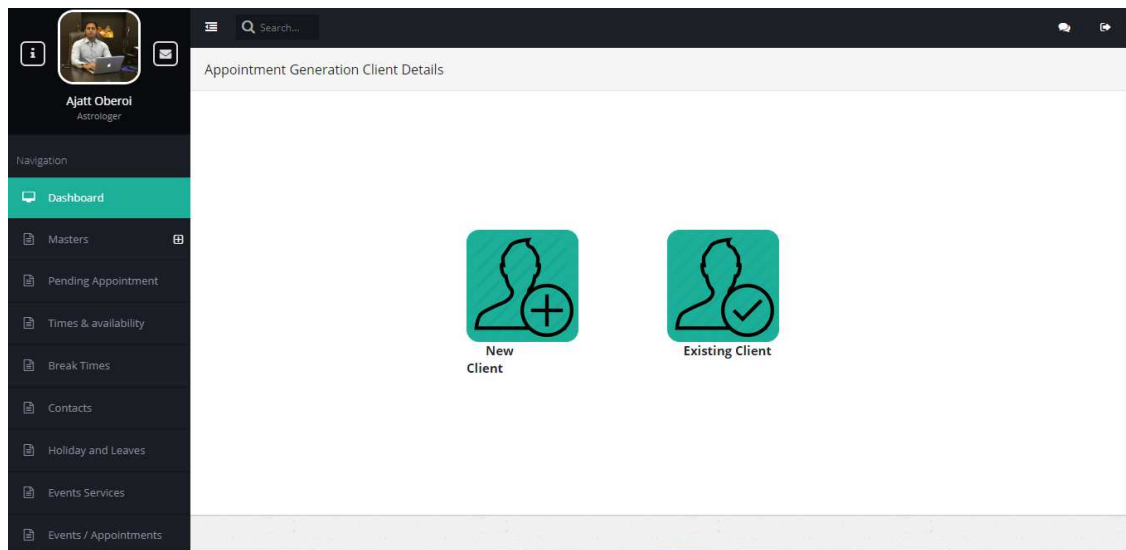 Search...
Appointment Generation Client Details
Ajatt Oberoi
Astrologer
Navigation
Dashboard
Masters
Pending Appointment
Times & availability
Break Times
Contacts
Holiday and Leaves
Events Services
Events / Appointments
New
Client
Existing Client